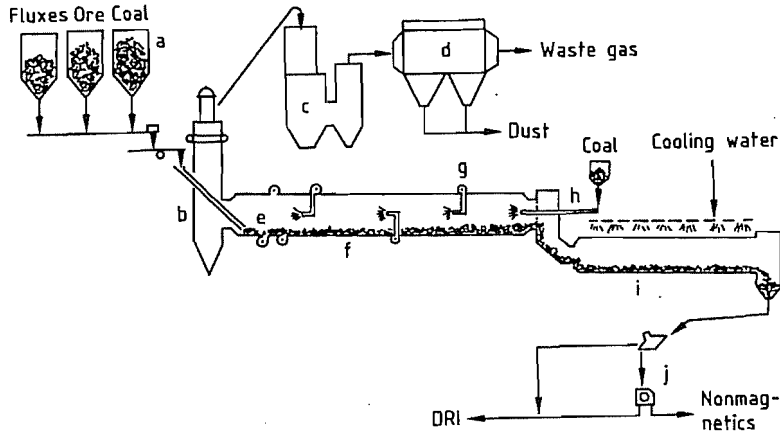 Fluxes Ore Coal
a
d
Waste gas
c
Dust
Coal
Cooling water
g
h
b
e
f
i
j
DRI
Nonmag-
netics